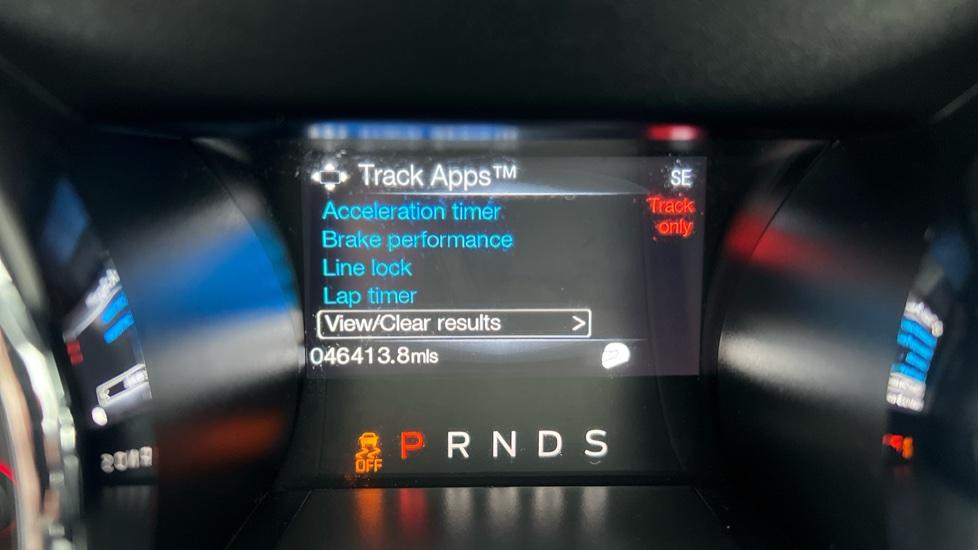 Track Apps™
SE
Acceleration timer
Track
only
Brake performance
Line lock
Lap timer
View/Clear results >
046413.8mls
OFF
P R N D S